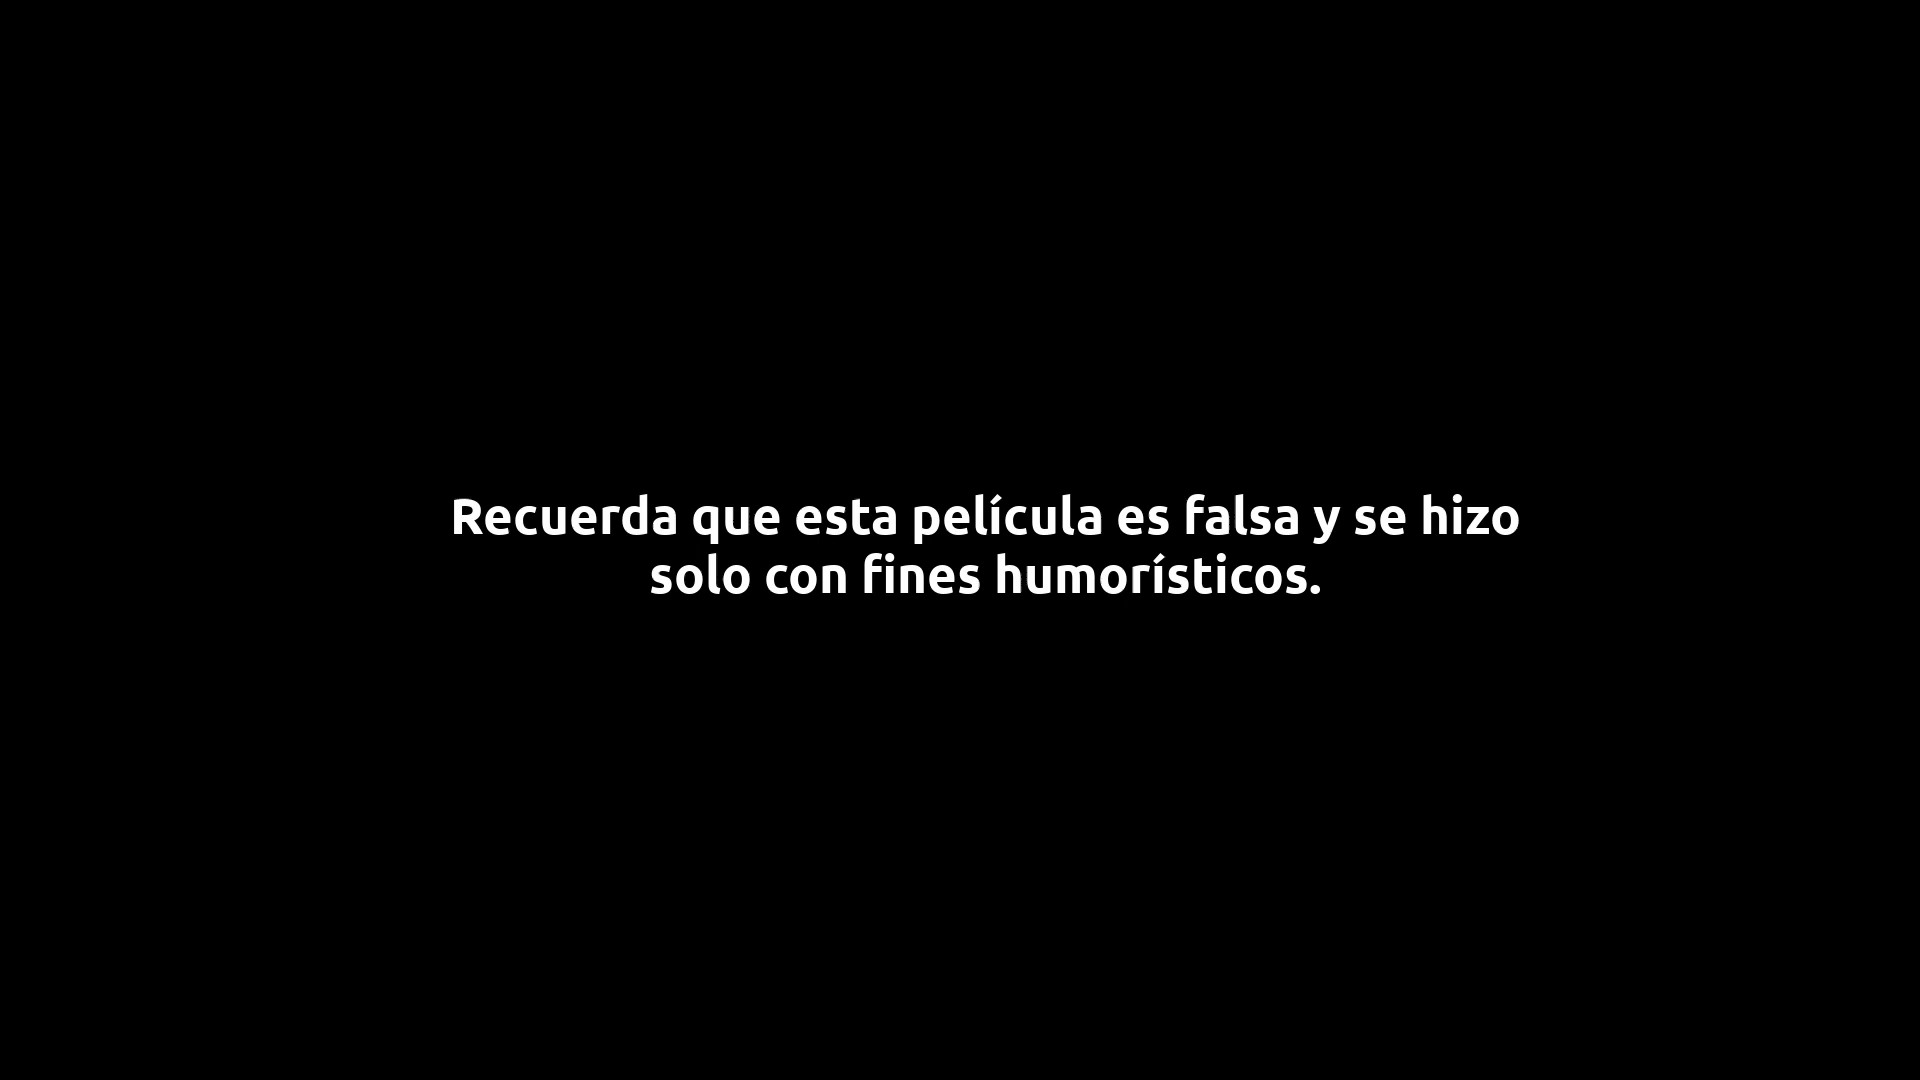 Recuerda que esta película es falsa y se hizo
solo con fines humorísticos.